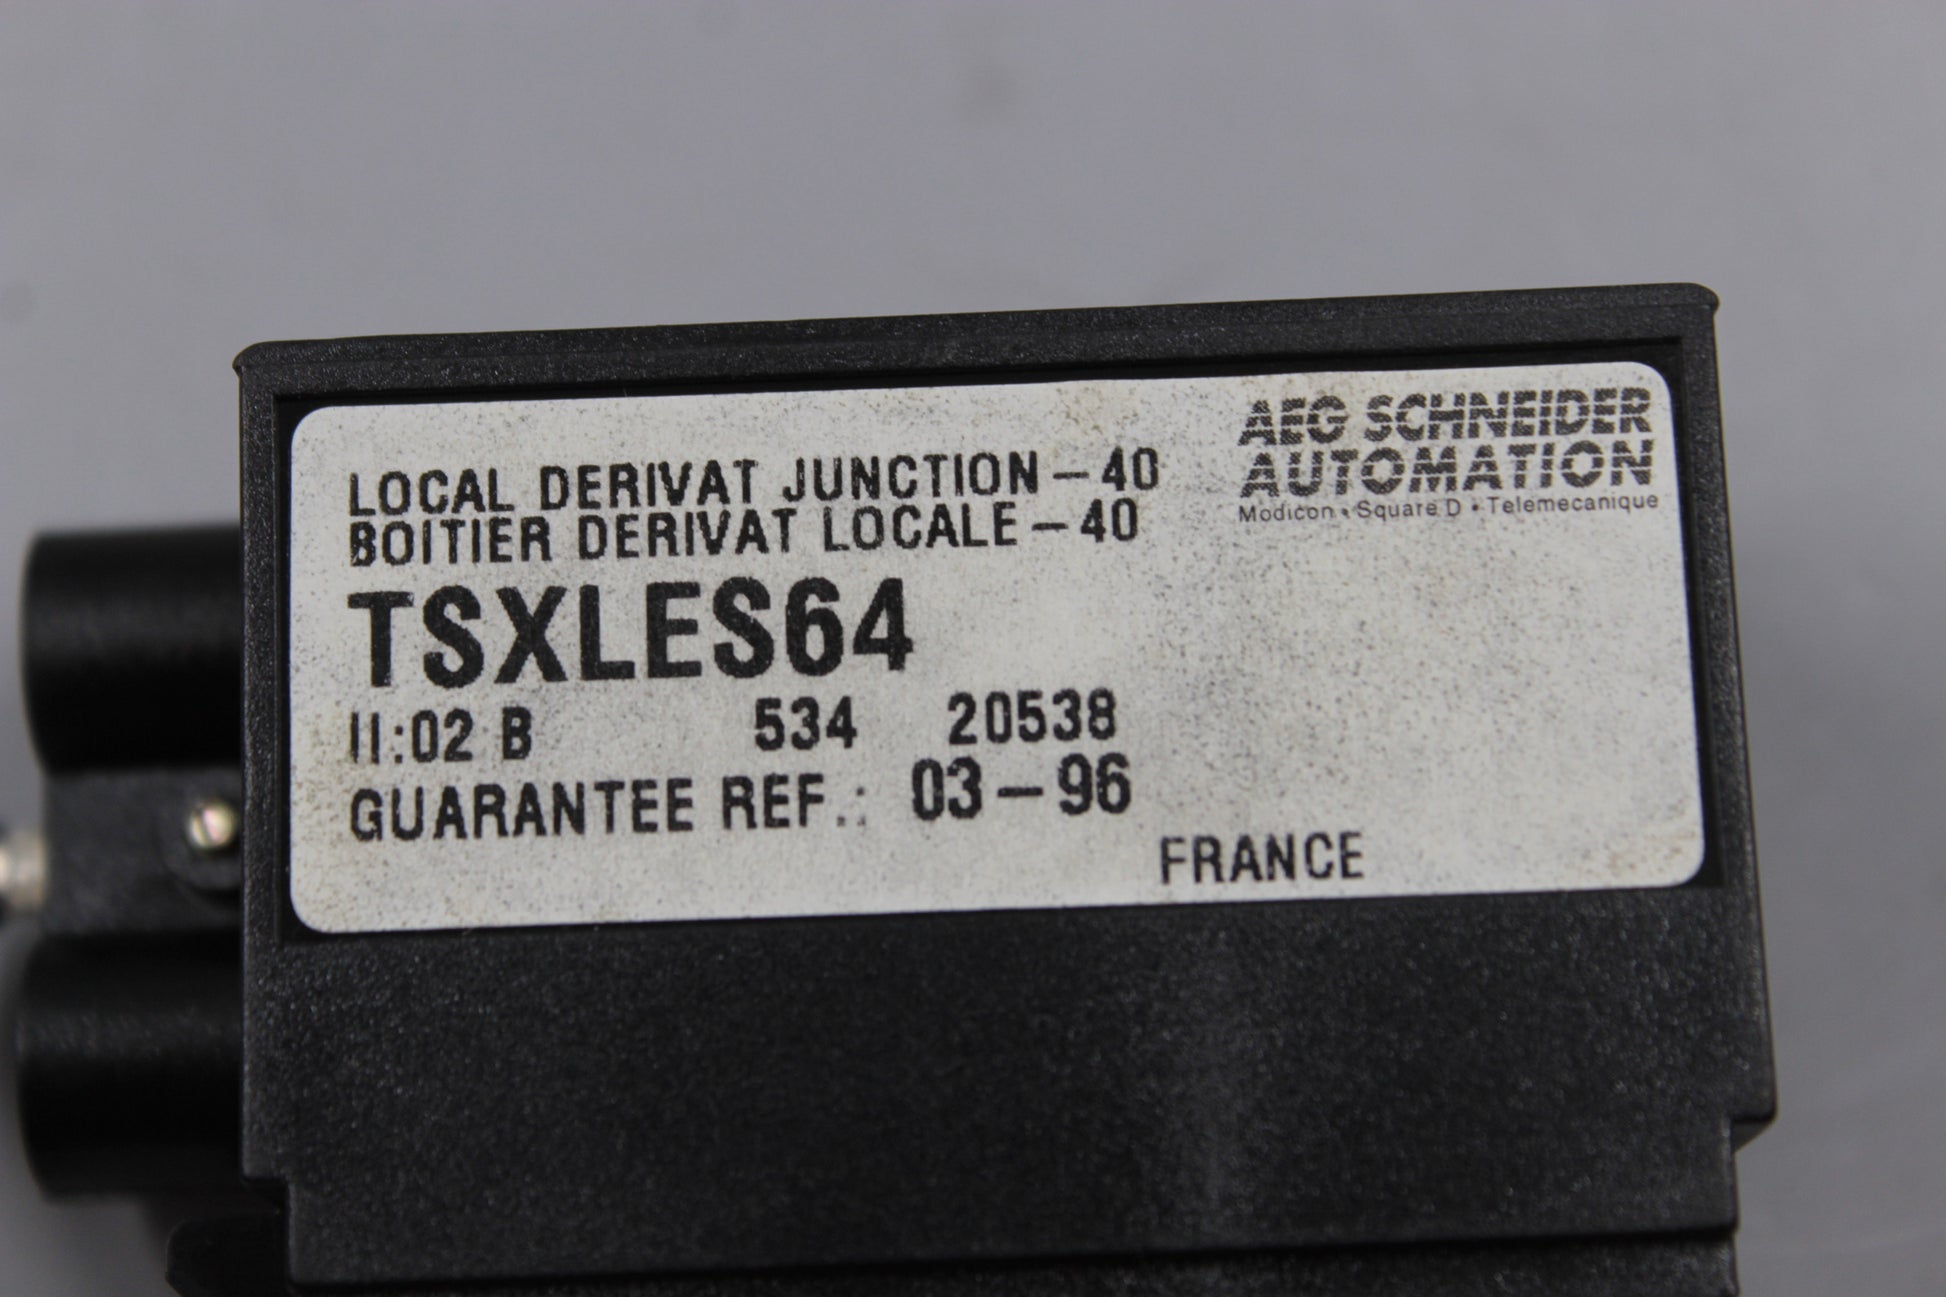 AEG SCHNEIDER
AUTOMATION
Modicon • Square D • Telemecanique
LOCAL DERIVAT JUNCTION - 40
BOITIER DERIVAT LOCALE - 40
TSXLES64
II:02 B 534 20538
GUARANTEE REF.: 03-96
FRANCE